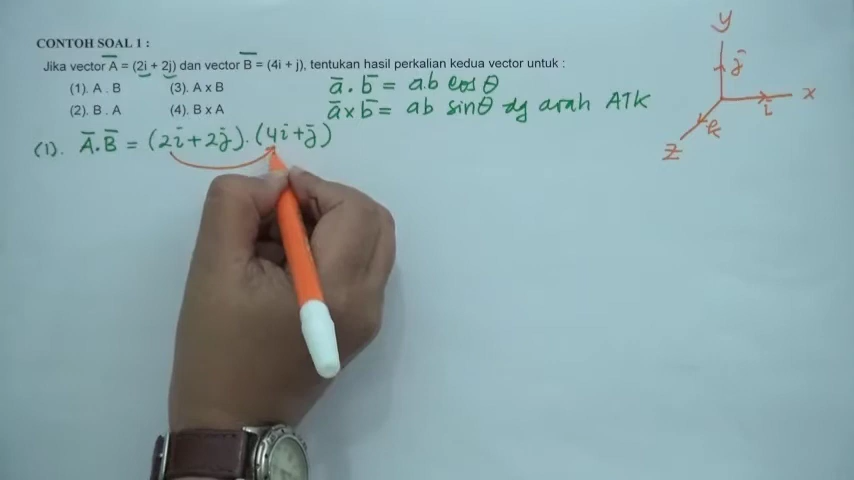 CONTOH SOAL 1 :
Jika vector A̅ = (2i + 2j) dan vector B̅ = (4i + j), tentukan hasil perkalian kedua vector untuk :
(1). A . B (3). A x B
(2). B . A (4). B x A
a̅ . b̅ = a.b cos θ
a̅ x b̅ = ab sin θ dg arah ATK
(1). A̅.B̅ = (2i̅ + 2j̅).(4i̅ + j̅)
y
j̅
x
i̅
k̅
z